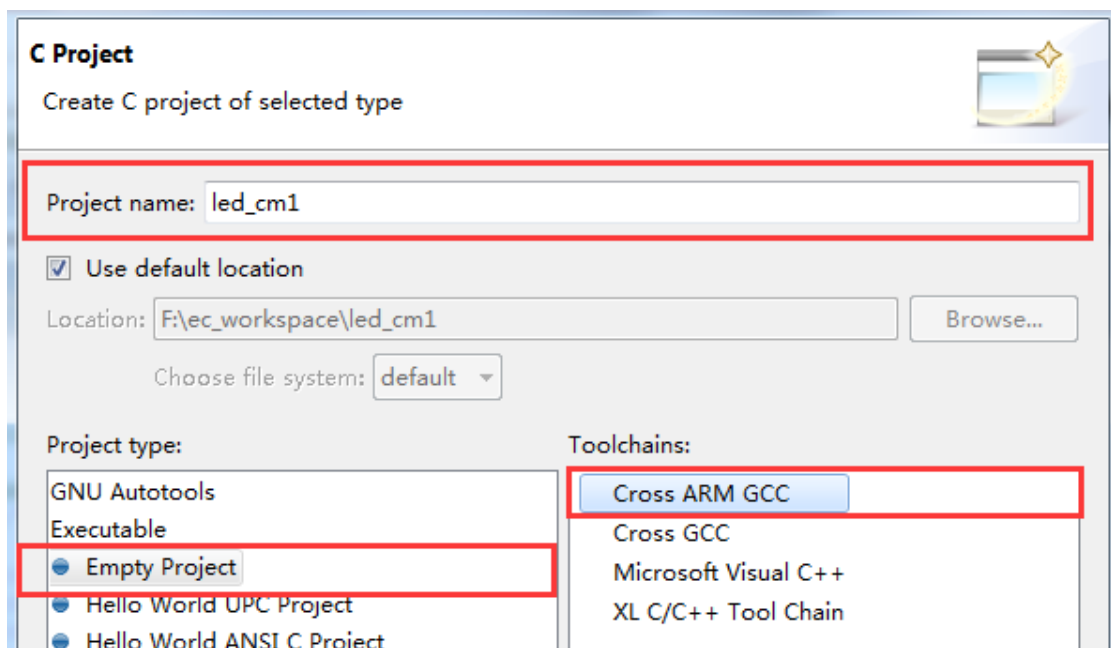 C Project
Create C project of selected type
Project name: led_cm1
Use default location
Location: F:\ec_workspace\led_cm1 Browse...
Choose file system: default
Project type:
GNU Autotools
Executable
Empty Project
Hello World UPC Project
Hello World ANSI C Project
Toolchains:
Cross ARM GCC
Cross GCC
Microsoft Visual C++
XL C/C++ Tool Chain